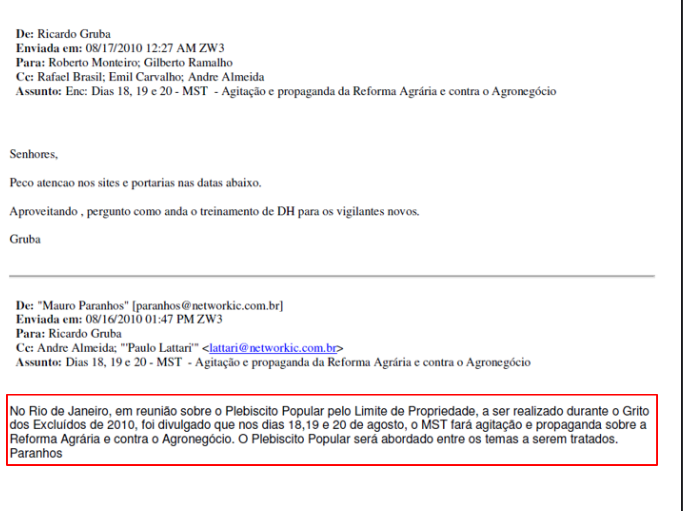 De: Ricardo Gruba
Enviada em: 08/17/2010 12:27 AM ZW3
Para: Roberto Monteiro; Gilberto Ramalho
Cc: Rafael Brasil; Emil Carvalho; Andre Almeida
Assunto: Enc: Dias 18, 19 e 20 - MST - Agitação e propaganda da Reforma Agrária e contra o Agronegócio
Senhores,
Peco atencao nos sites e portarias nas datas abaixo.
Aproveitando , pergunto como anda o treinamento de DH para os vigilantes novos.
Gruba
De: "Mauro Paranhos" [paranhos@networkic.com.br]
Enviada em: 08/16/2010 01:47 PM ZW3
Para: Ricardo Gruba
Cc: Andre Almeida; "'Paulo Lattari'" <lattari@networkic.com.br>
Assunto: Dias 18, 19 e 20 - MST - Agitação e propaganda da Reforma Agrária e contra o Agronegócio
No Rio de Janeiro, em reunião sobre o Plebiscito Popular pelo Limite de Propriedade, a ser realizado durante o Grito
dos Excluídos de 2010, foi divulgado que nos dias 18,19 e 20 de agosto, o MST fará agitação e propaganda sobre a
Reforma Agrária e contra o Agronegócio. O Plebiscito Popular será abordado entre os temas a serem tratados.
Paranhos